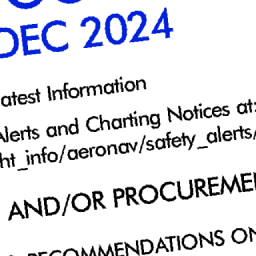 DEC 2024
atest Information
Alerts and Charting Notices at:
ht_info/aeronav/safety_alerts/
AND/OR PROCUREME
RECOMMENDATIONS ON